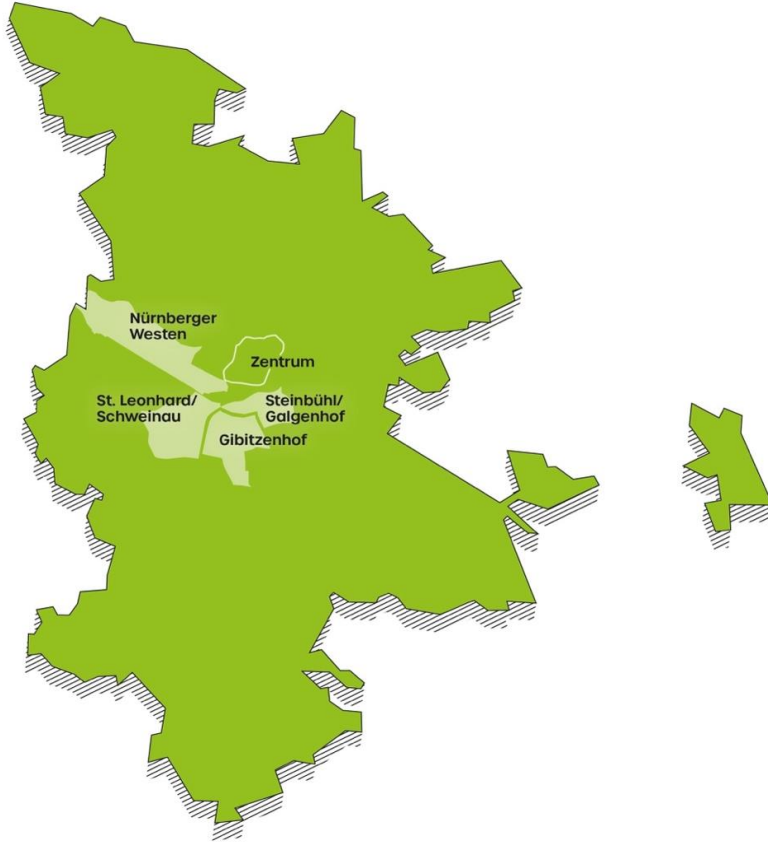 Nürnberger
Westen
Zentrum
St. Leonhard/
Schweinau
Steinbühl/
Galgenhof
Gibitzenhof